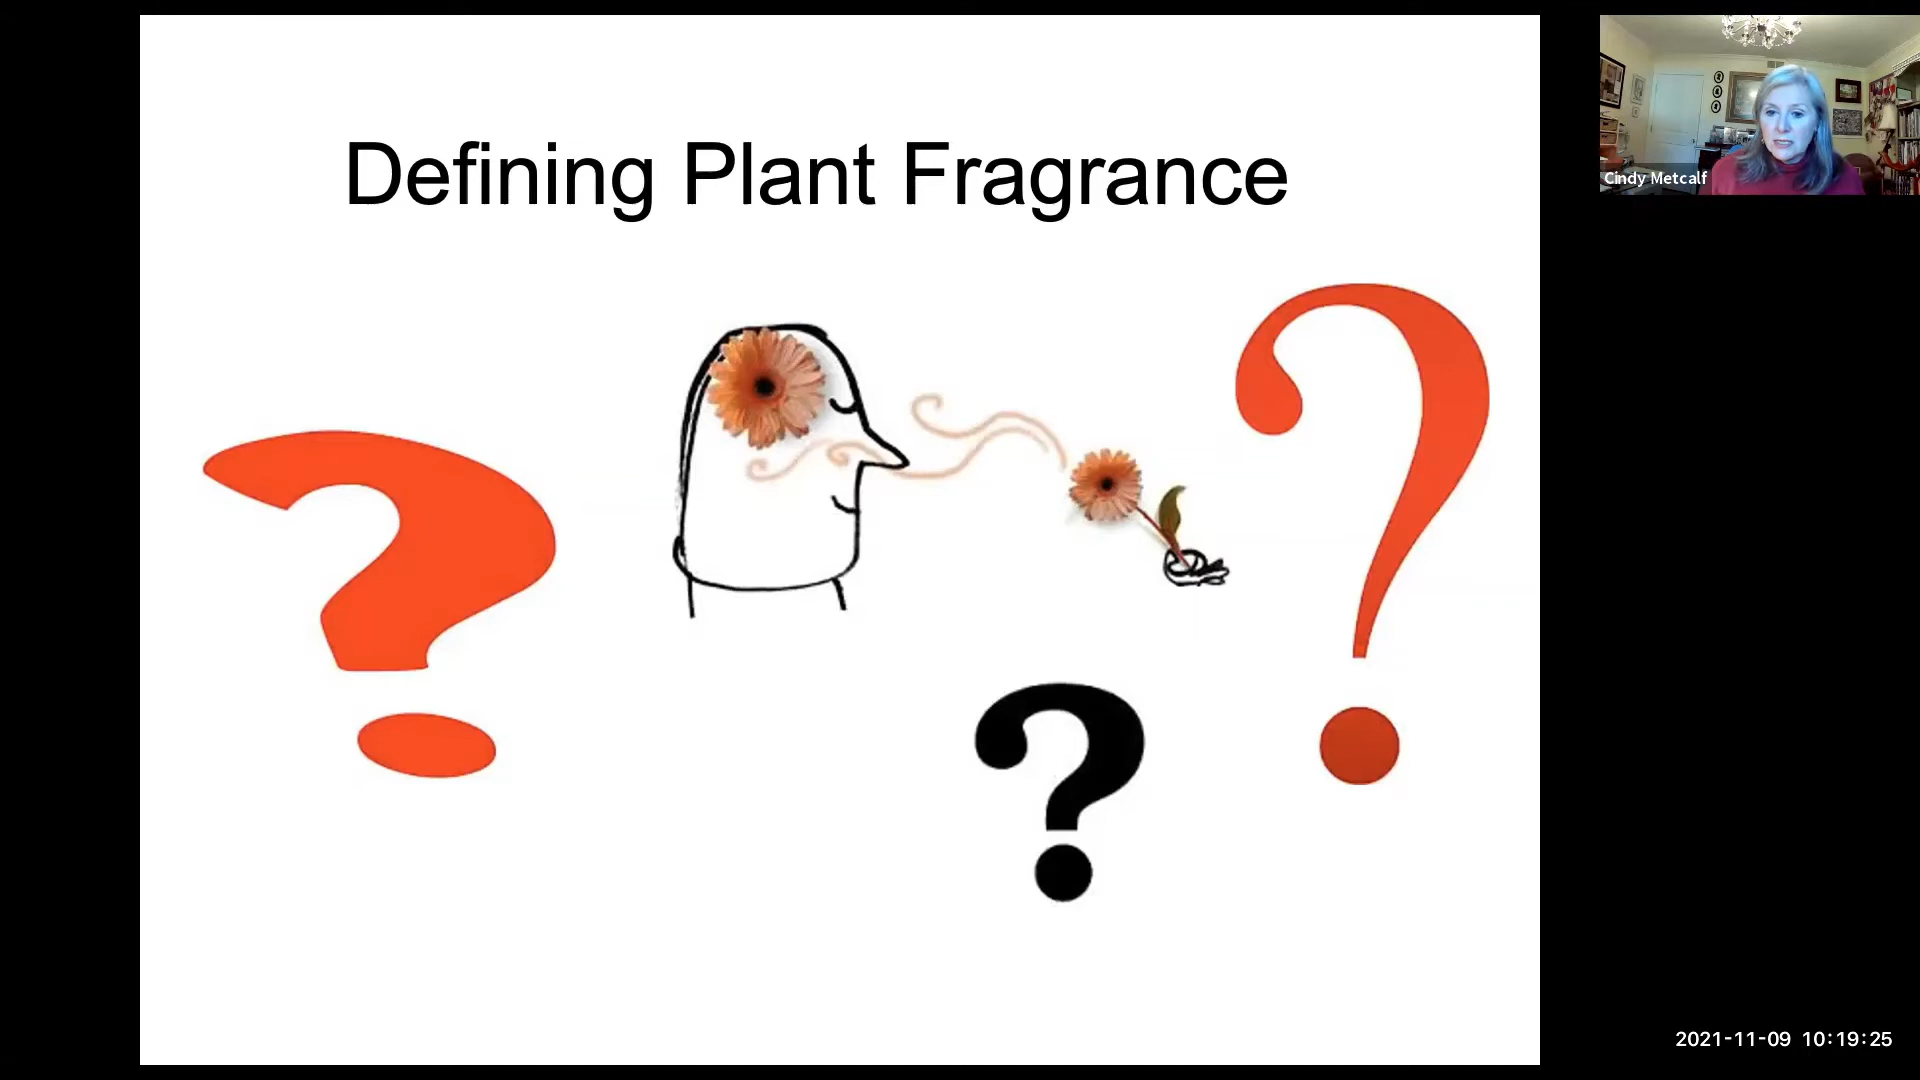 Defining Plant Fragrance
?
?
?
Cindy Metcalf
2021-11-09 10:19:25